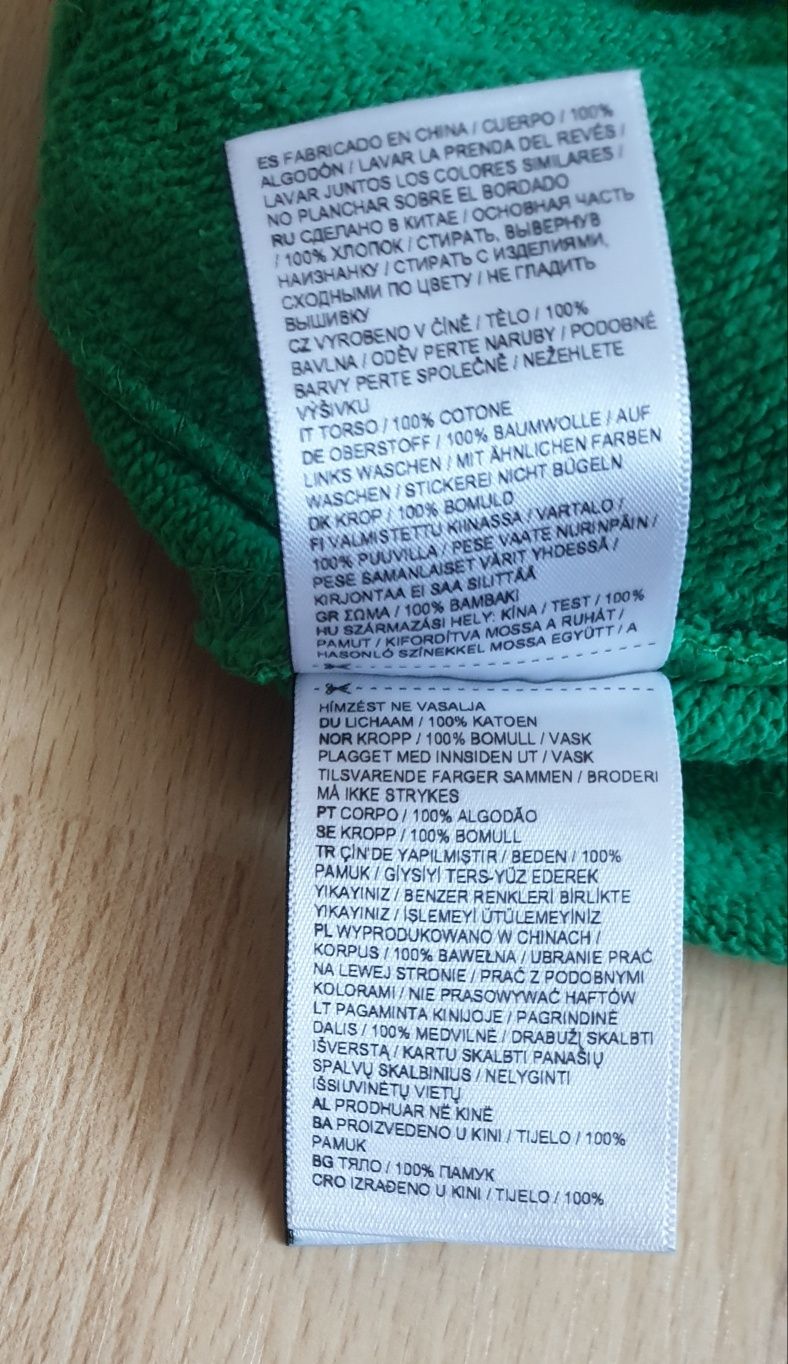 ES FABRICADO EN CHINA / CUERPO / 100%
ALGODÓN / LAVAR LA PRENDA DEL REVÉS /
LAVAR JUNTOS LOS COLORES SIMILARES /
NO PLANCHAR SOBRE EL BORDADO
RU СДЕЛАНО В КИТАЕ / ОСНОВНАЯ ЧАСТЬ
/ 100% ХЛОПОК / СТИРАТЬ, ВЫВЕРНУВ
НАИЗНАНКУ / СТИРАТЬ С ИЗДЕЛИЯМИ,
СХОДНЫМИ ПО ЦВЕТУ / НЕ ГЛАДИТЬ
ВЫШИВКУ
CZ VYROBENO V ČÍNĚ / TĚLO / 100%
BAVLNA / ODĚV PERTE NARUBY / PODOBNÉ
BARVY PERTE SPOLEČNĚ / NEŽEHLETE
VÝŠIVKU
IT TORSO / 100% COTONE
DE OBERSTOFF / 100% BAUMWOLLE / AUF
LINKS WASCHEN / MIT ÄHNLICHEN FARBEN
WASCHEN / STICKEREI NICHT BÜGELN
DK KROP / 100% BOMULD
FI VALMISTETTU KIINASSA / VARTALO /
100% PUUVILLA / PESE VAATE NURINPÄIN /
PESE SAMANLAISET VÄRIT YHDESSÄ /
KIRJONTAA EI SAA SILITTÄÄ
GR ΣΩΜΑ / 100% ΒΑΜΒΑΚΙ
HU SZÁRMAZÁSI HELY: KÍNA / TEST / 100%
PAMUT / KIFORDÍTVA MOSSA A RUHÁT /
HASONLÓ SZÍNEKKEL MOSSA EGYÜTT / A
HÍMZÉST NE VASALJA
DU LICHAAM / 100% KATOEN
NOR KROPP / 100% BOMULL / VASK
PLAGGET MED INNSIDEN UT / VASK
TILSVARENDE FARGER SAMMEN / BRODERI
MÅ IKKE STRYKES
PT CORPO / 100% ALGODÃO
SE KROPP / 100% BOMULL
TR ÇİN'DE YAPILMIŞTIR / BEDEN / 100%
PAMUK / GİYSİYİ TERS-YÜZ EDEREK
YIKAYINIZ / BENZER RENKLERİ BİRLİKTE
YIKAYINIZ / İŞLEMEYİ ÜTÜLEMEYİNİZ
PL WYPRODUKOWANO W CHINACH /
KORPUS / 100% BAWEŁNA / UBRANIE PRAĆ
NA LEWEJ STRONIE / PRAĆ Z PODOBNYMI
KOLORAMI / NIE PRASOWYWAĆ HAFTÓW
LT PAGAMINTA KINIJOJE / PAGRINDINĖ
DALIS / 100% MEDVILNĖ / DRABUŽĮ SKALBTI
IŠVERSTĄ / KARTU SKALBTI PANAŠIŲ
SPALVŲ SKALBINIUS / NELYGINTI
IŠSIUVINĖTŲ VIETŲ
AL PRODHUAR NË KINË
BA PROIZVEDENO U KINI / TIJELO / 100%
PAMUK
BG ТЯЛО / 100% ПАМУК
CRO IZRAĐENO U KINI / TIJELO / 100%